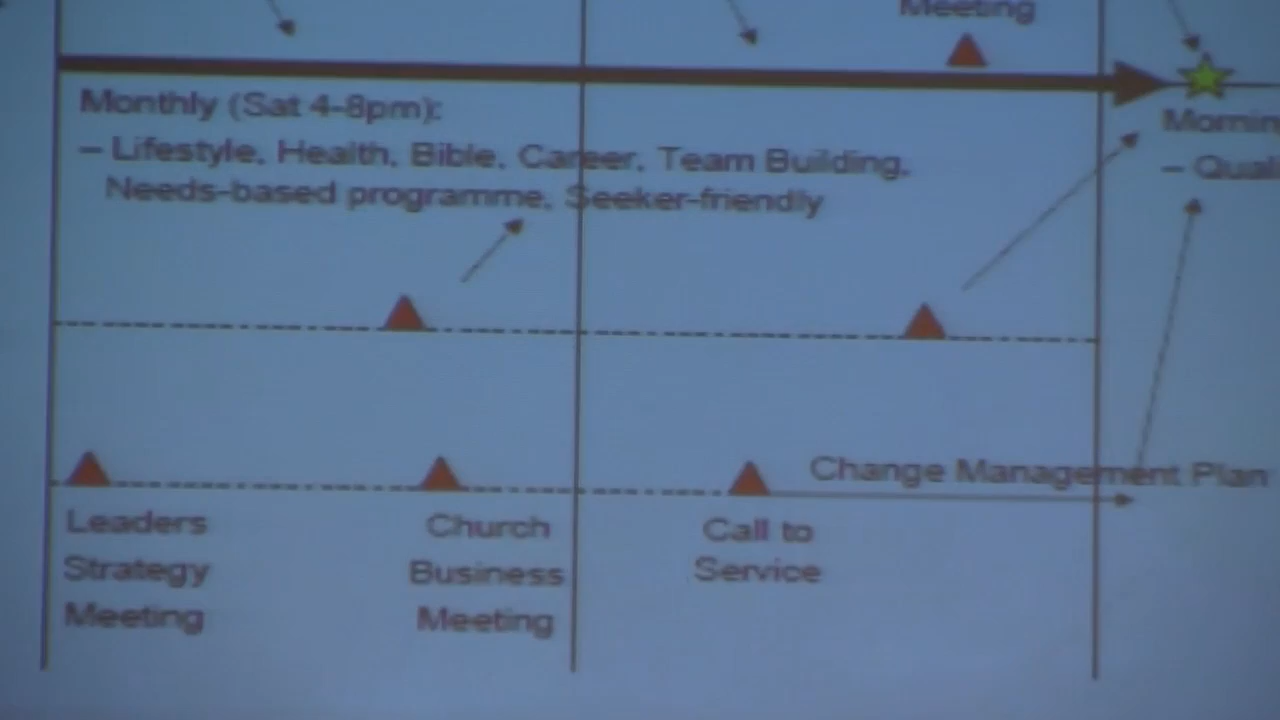 Meeting
Monthly (Sat 4-8pm):
– Lifestyle, Health, Bible, Career, Team Building,
Needs-based programme, Seeker-friendly
– 
Change Management Plan
Leaders
Strategy
Meeting
Church
Business
Meeting
Call to
Service